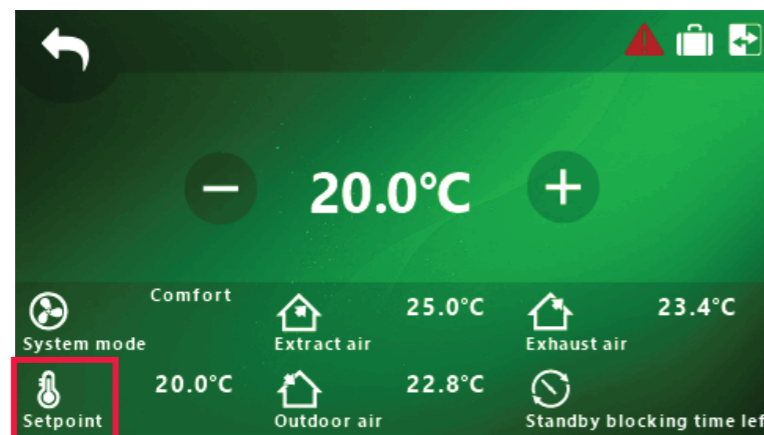 20.0°C
Comfort
System mode
25.0°C
Extract air
23.4°C
Exhaust air
20.0°C
Setpoint
22.8°C
Outdoor air
Standby blocking time lef